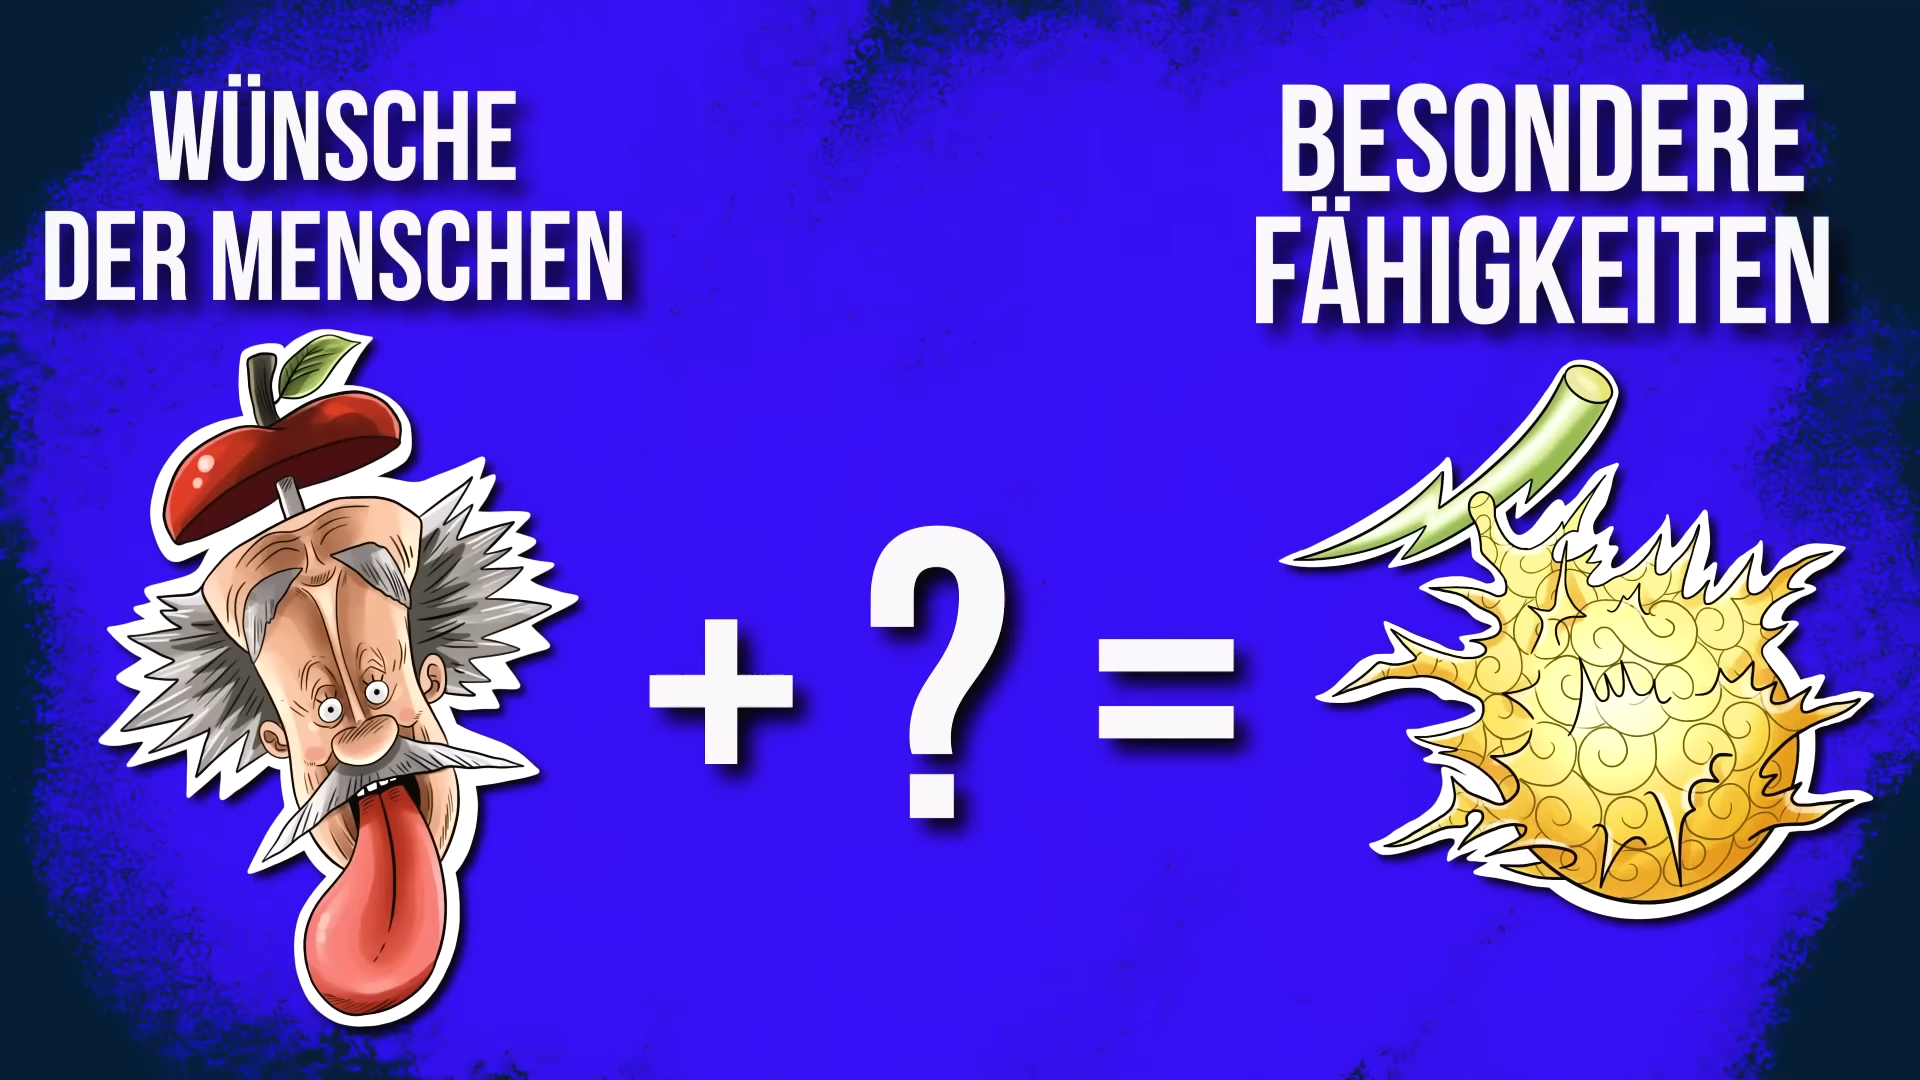 WÜNSCHE
DER MENSCHEN
+ ? =
BESONDERE
FÄHIGKEITEN